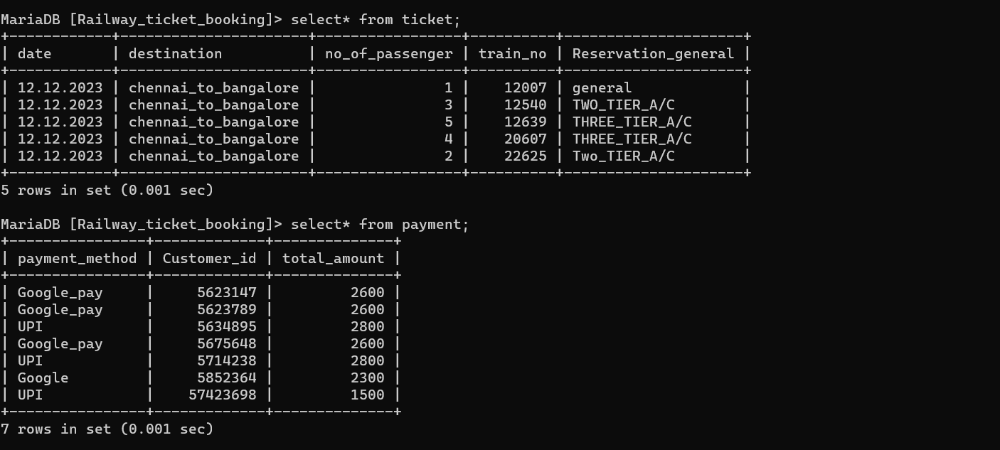 MariaDB [Railway_ticket_booking]> select* from ticket;
+------------+-----------------------+------------------+----------+---------------------+
| date       | destination           | no_of_passenger | train_no | Reservation_general |
+------------+-----------------------+------------------+----------+---------------------+
| 12.12.2023 | chennai_to_bangalore |               1 |    12007 | general             |
| 12.12.2023 | chennai_to_bangalore |               3 |    12540 | TWO_TIER_A/C        |
| 12.12.2023 | chennai_to_bangalore |               5 |    12639 | THREE_TIER_A/C      |
| 12.12.2023 | chennai_to_bangalore |               4 |    20607 | THREE_TIER_A/C      |
| 12.12.2023 | chennai_to_bangalore |               2 |    22625 | Two_TIER_A/C        |
+------------+-----------------------+------------------+----------+---------------------+
5 rows in set (0.001 sec)
MariaDB [Railway_ticket_booking]> select* from payment;
+----------------+-------------+--------------+
| payment_method | Customer_id | total_amount |
+----------------+-------------+--------------+
| Google_pay     |     5623147 |         2600 |
| Google_pay     |     5623789 |         2600 |
| UPI            |     5634895 |         2800 |
| Google_pay     |     5675648 |         2600 |
| UPI            |     5714238 |         2800 |
| Google         |     5852364 |         2300 |
| UPI            |    57423698 |         1500 |
+----------------+-------------+--------------+
7 rows in set (0.001 sec)